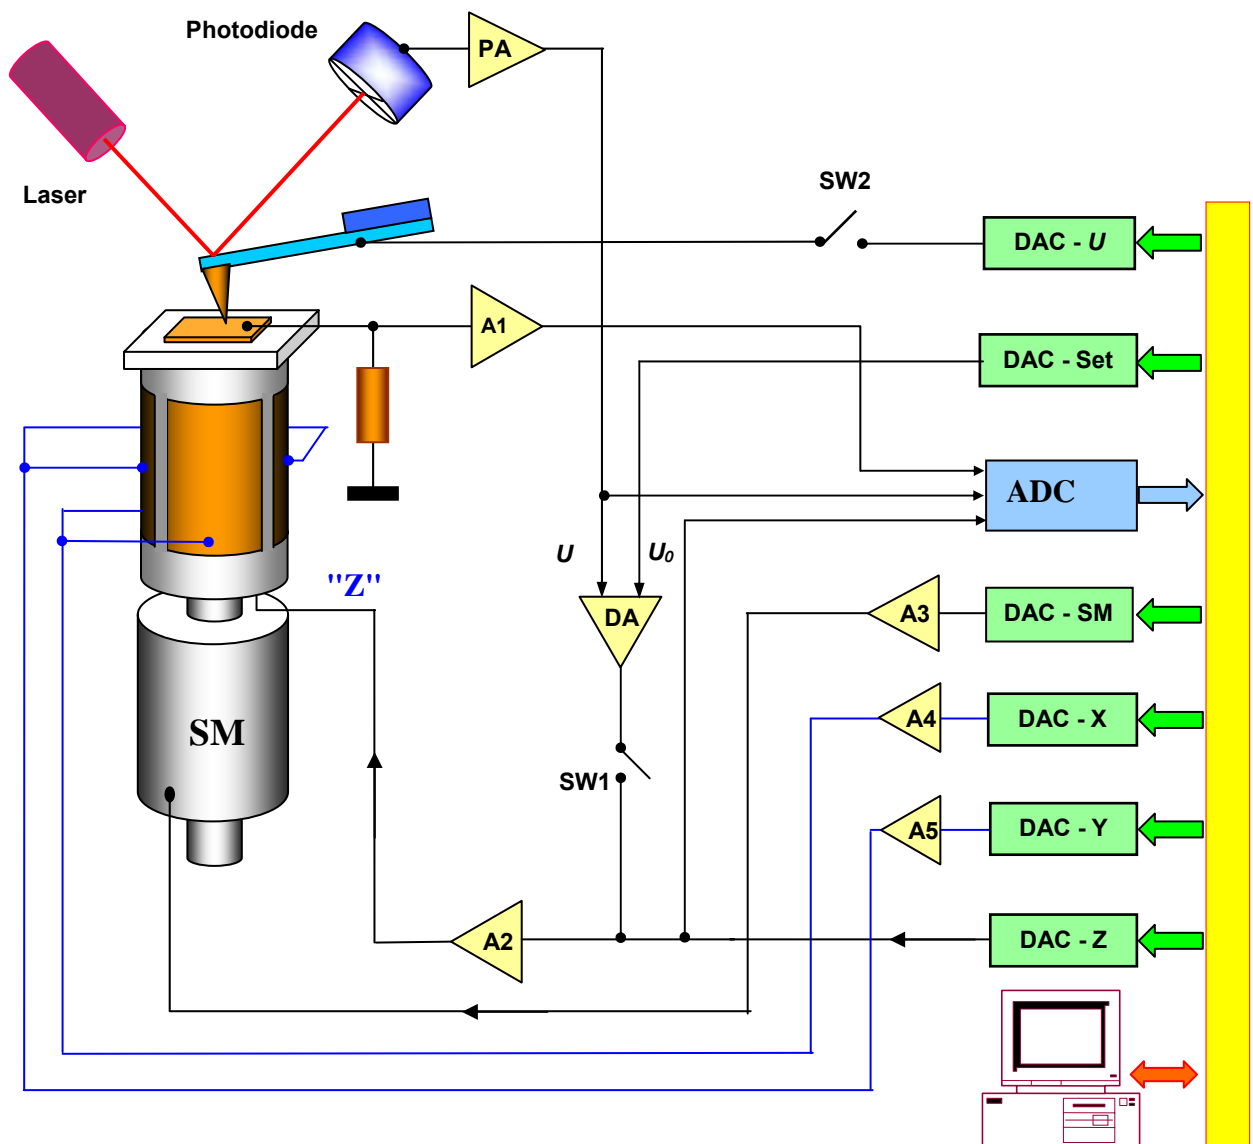 Photodiode
PA
Laser
SW2
DAC - U
A1
DAC - Set
ADC
U
U0
"Z"
DA
A3
DAC - SM
SM
A4
DAC - X
SW1
A5
DAC - Y
A2
DAC - Z